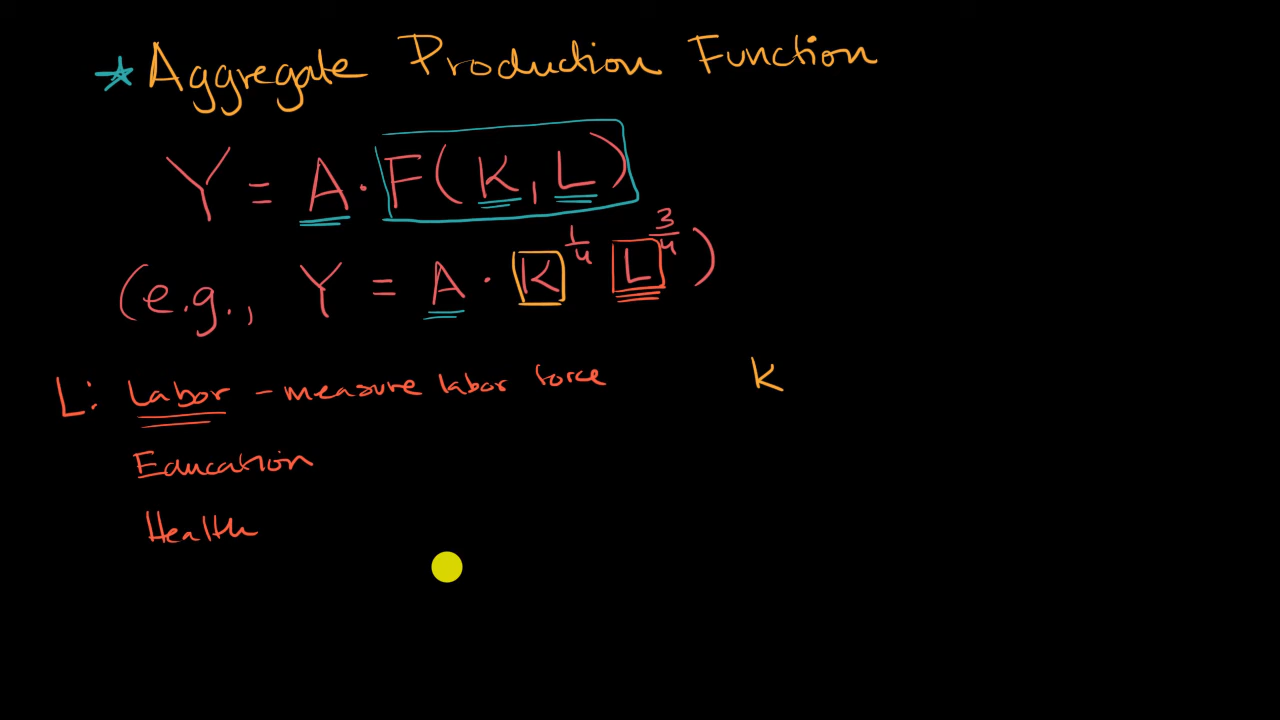 * Aggregate Production Function
Y = A · F(K, L)
(e.g., Y = A · K^1/4 L^3/4)
L: Labor - measure labor force
K
Education
Health